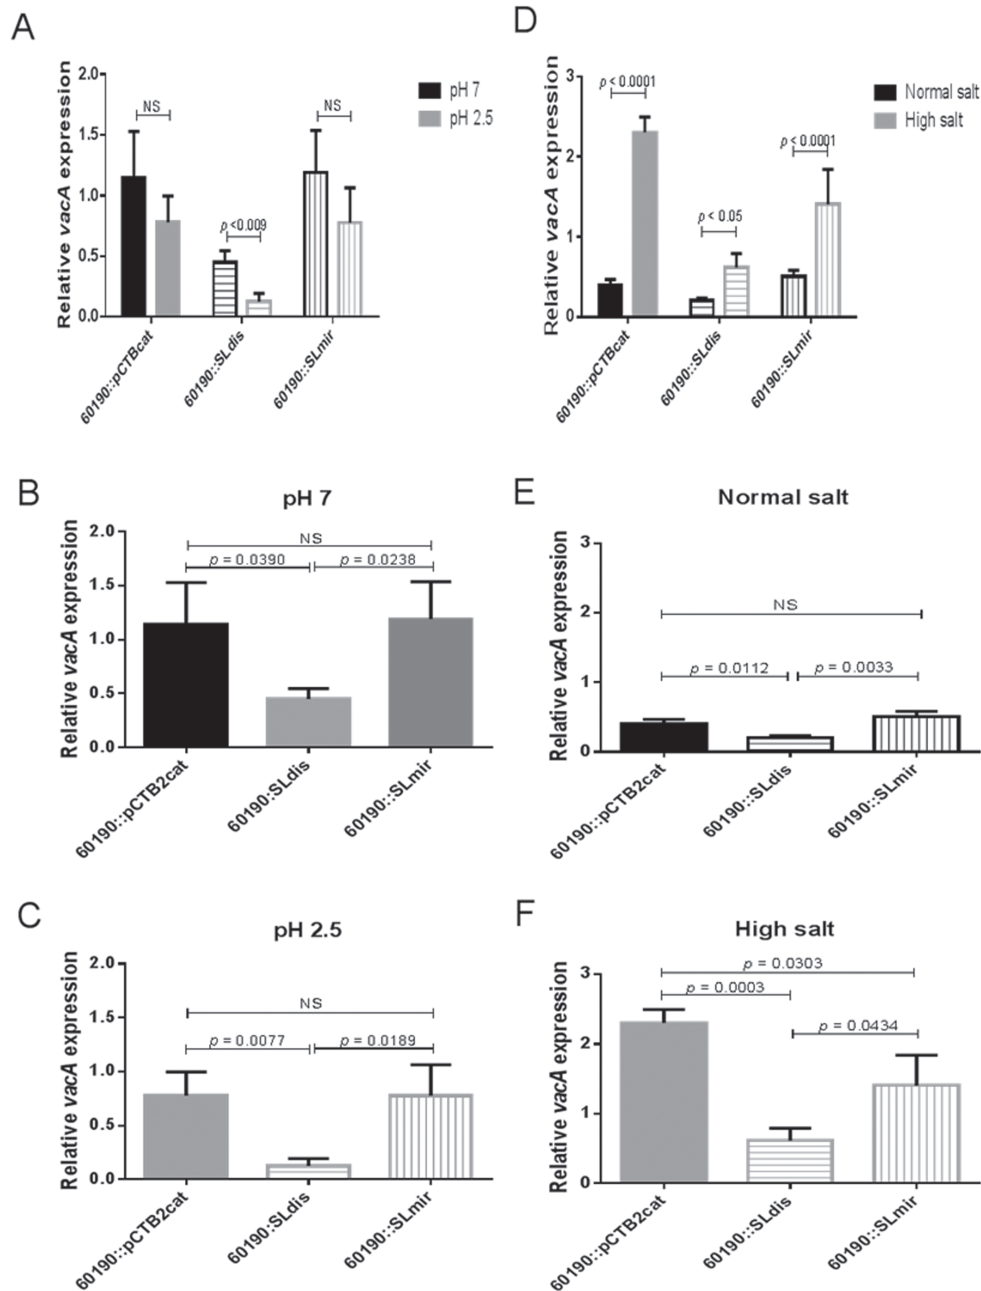 A
Relative vacA expression
2.0
1.5
1.0
0.5
0.0
NS
p <0.009
NS
pH 7
pH 2.5
60190::pCTBcat
60190::SLdis
60190::SLmir
D
Relative vacA expression
3
2
1
0
p < 0.0001
p < 0.05
p < 0.0001
Normal salt
High salt
60190::pCTBcat
60190::SLdis
60190::SLmir
B
pH 7
Relative vacA expression
2.0
1.5
1.0
0.5
0.0
NS
p = 0.0390
p = 0.0238
60190::pCTB2cat
60190:SLdis
60190::SLmir
E
Normal salt
Relative vacA expression
3
2
1
0
NS
p = 0.0112
p = 0.0033
60190::pCTB2cat
60190::SLdis
60190::SLmir
C
pH 2.5
Relative vacA expression
2.0
1.5
1.0
0.5
0.0
NS
p = 0.0077
p = 0.0189
60190::pCTB2cat
60190:SLdis
60190::SLmir
F
High salt
Relative vacA expression
3
2
1
0
p = 0.0303
p = 0.0003
p = 0.0434
60190::pCTB2cat
60190:SLdis
60190::SLmir